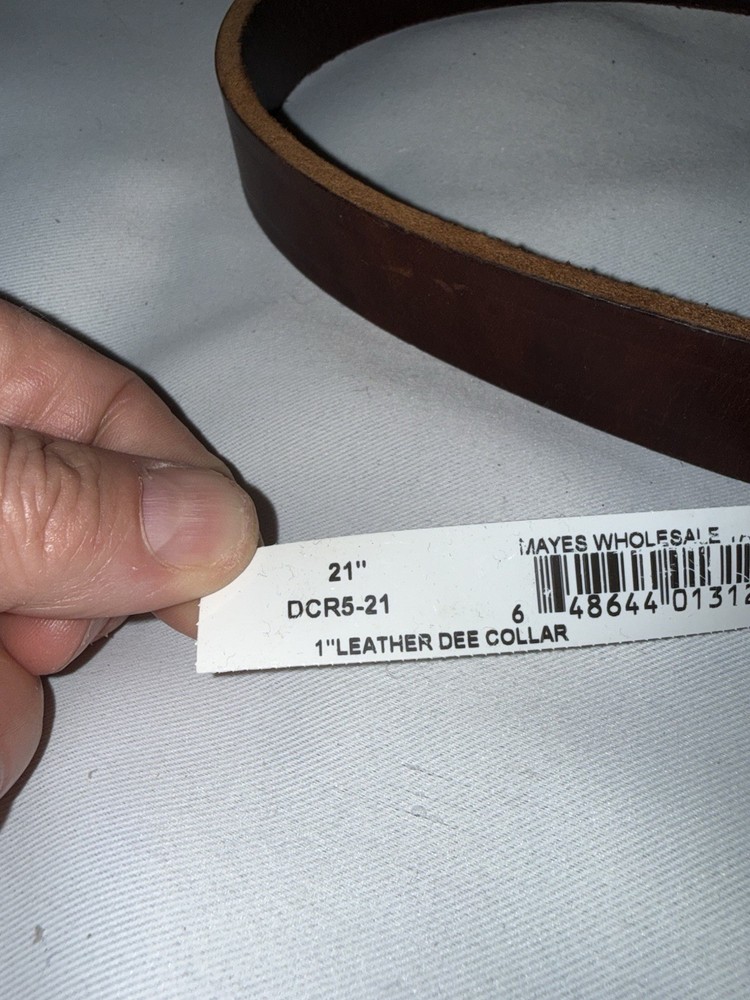 21"
DCR5-21
1"LEATHER DEE COLLAR
MAYES WHOLESALE
6 48644 01312